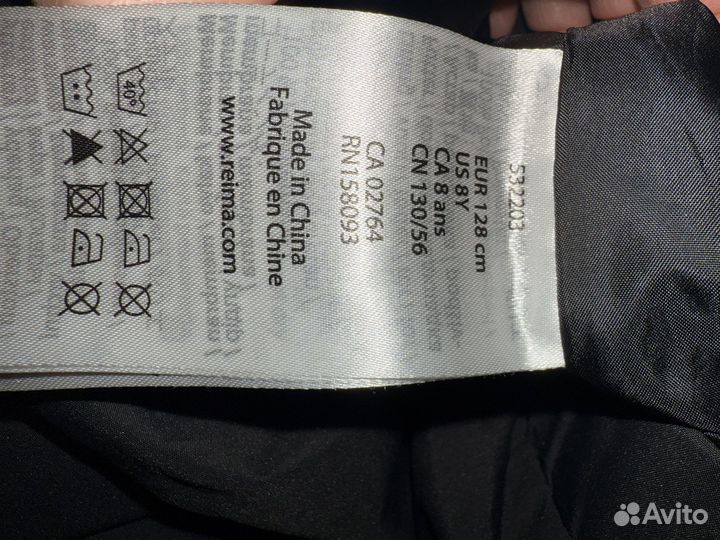 532203
EUR 128 cm
US 8Y
CA 8 ans
CN 130/56
CA 02764
RN158093
Made in China
Fabrique en Chine
www.reima.com
40°
Avito